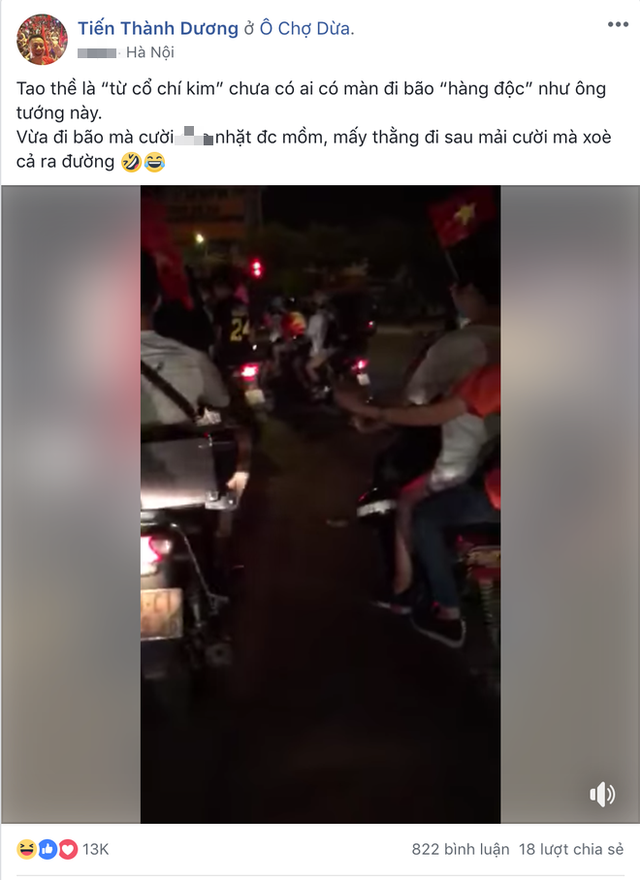 Tiến Thành Dương ở Ô Chợ Dừa.
· Hà Nội
Tao thề là “từ cổ chí kim” chưa có ai có màn đi bão “hàng độc” như ông
tướng này.
Vừa đi bão mà cười nhặt đc mồm, mấy thằng đi sau mải cười mà xoè
cả ra đường 🤣😂
24
13K
822 bình luận 18 lượt chia sẻ